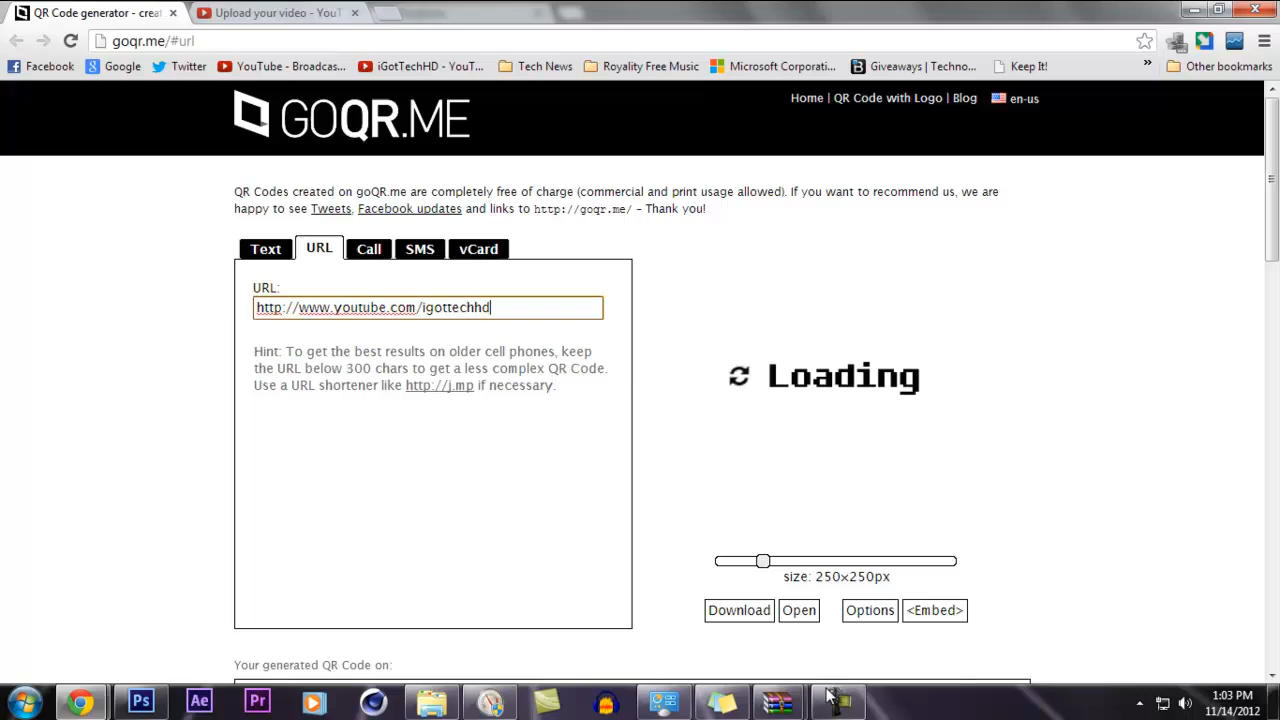 QR Code generator - creat
Upload your video - YouT
goqr.me/#url
Facebook
Google
Twitter
YouTube - Broadcas...
iGotTechHD - YouT...
Tech News
Royality Free Music
Microsoft Corporati...
Giveaways | Techno...
Keep It!
»
Other bookmarks
GOQR.ME
Home | QR Code with Logo | Blog
en-us
QR Codes created on goQR.me are completely free of charge (commercial and print usage allowed). If you want to recommend us, we are
happy to see Tweets, Facebook updates and links to http://goqr.me/ – Thank you!
Text
URL
Call
SMS
vCard
URL:
http://www.youtube.com/igottechhd
Hint: To get the best results on older cell phones, keep
the URL below 300 chars to get a less complex QR Code.
Use a URL shortener like http://j.mp if necessary.
Loading
size: 250×250px
Download
Open
Options
<Embed>
Your generated QR Code on:
Ps
Ae
Pr
1:03 PM
11/14/2012